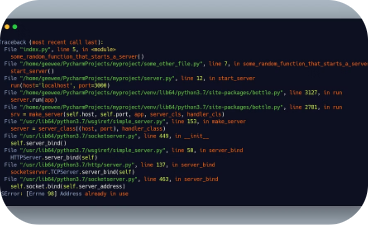 Traceback (most recent call last):
File "index.py", line 5, in <module>
some_random_function_that_starts_a_server()
File "/home/geewee/PycharmProjects/myproject/some_other_file.py", line 7, in some_random_function_that_starts_a_serve
start_server()
File "/home/geewee/PycharmProjects/myproject/server.py", line 12, in start_server
run(host='localhost', port=3000)
File "/home/geewee/PycharmProjects/myproject/venv/lib64/python3.7/site-packages/bottle.py", line 3127, in run
server.run(app)
File "/home/geewee/PycharmProjects/myproject/venv/lib64/python3.7/site-packages/bottle.py", line 2781, in run
srv = make_server(self.host, self.port, app, server_cls, handler_cls)
File "/usr/lib64/python3.7/wsgiref/simple_server.py", line 153, in make_server
server = server_class((host, port), handler_class)
File "/usr/lib64/python3.7/socketserver.py", line 449, in __init__
self.server_bind()
File "/usr/lib64/python3.7/wsgiref/simple_server.py", line 50, in server_bind
HTTPServer.server_bind(self)
File "/usr/lib64/python3.7/http/server.py", line 137, in server_bind
socketserver.TCPServer.server_bind(self)
File "/usr/lib64/python3.7/socketserver.py", line 463, in server_bind
self.socket.bind(self.server_address)
SError: [Errno 98] Address already in use